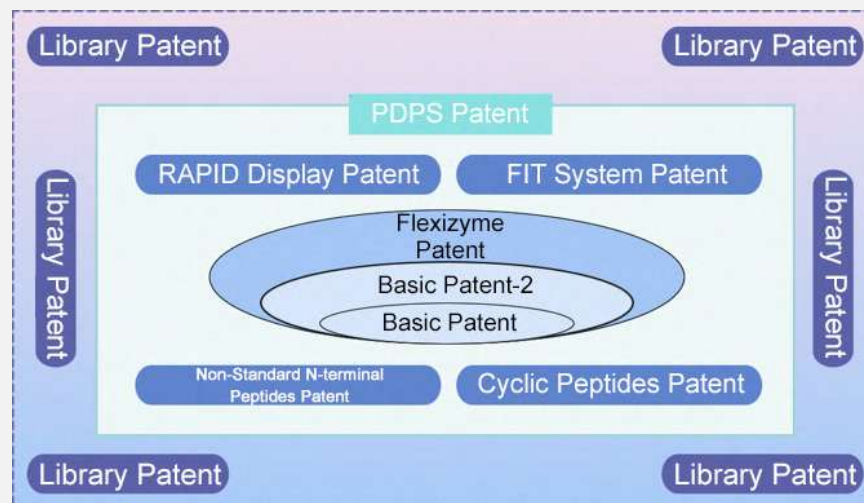 Library Patent
Library Patent
PDPS Patent
RAPID Display Patent
FIT System Patent
Library Patent
Library Patent
Flexizyme
Patent
Basic Patent-2
Basic Patent
Non-Standard N-terminal
Peptides Patent
Cyclic Peptides Patent
Library Patent
Library Patent